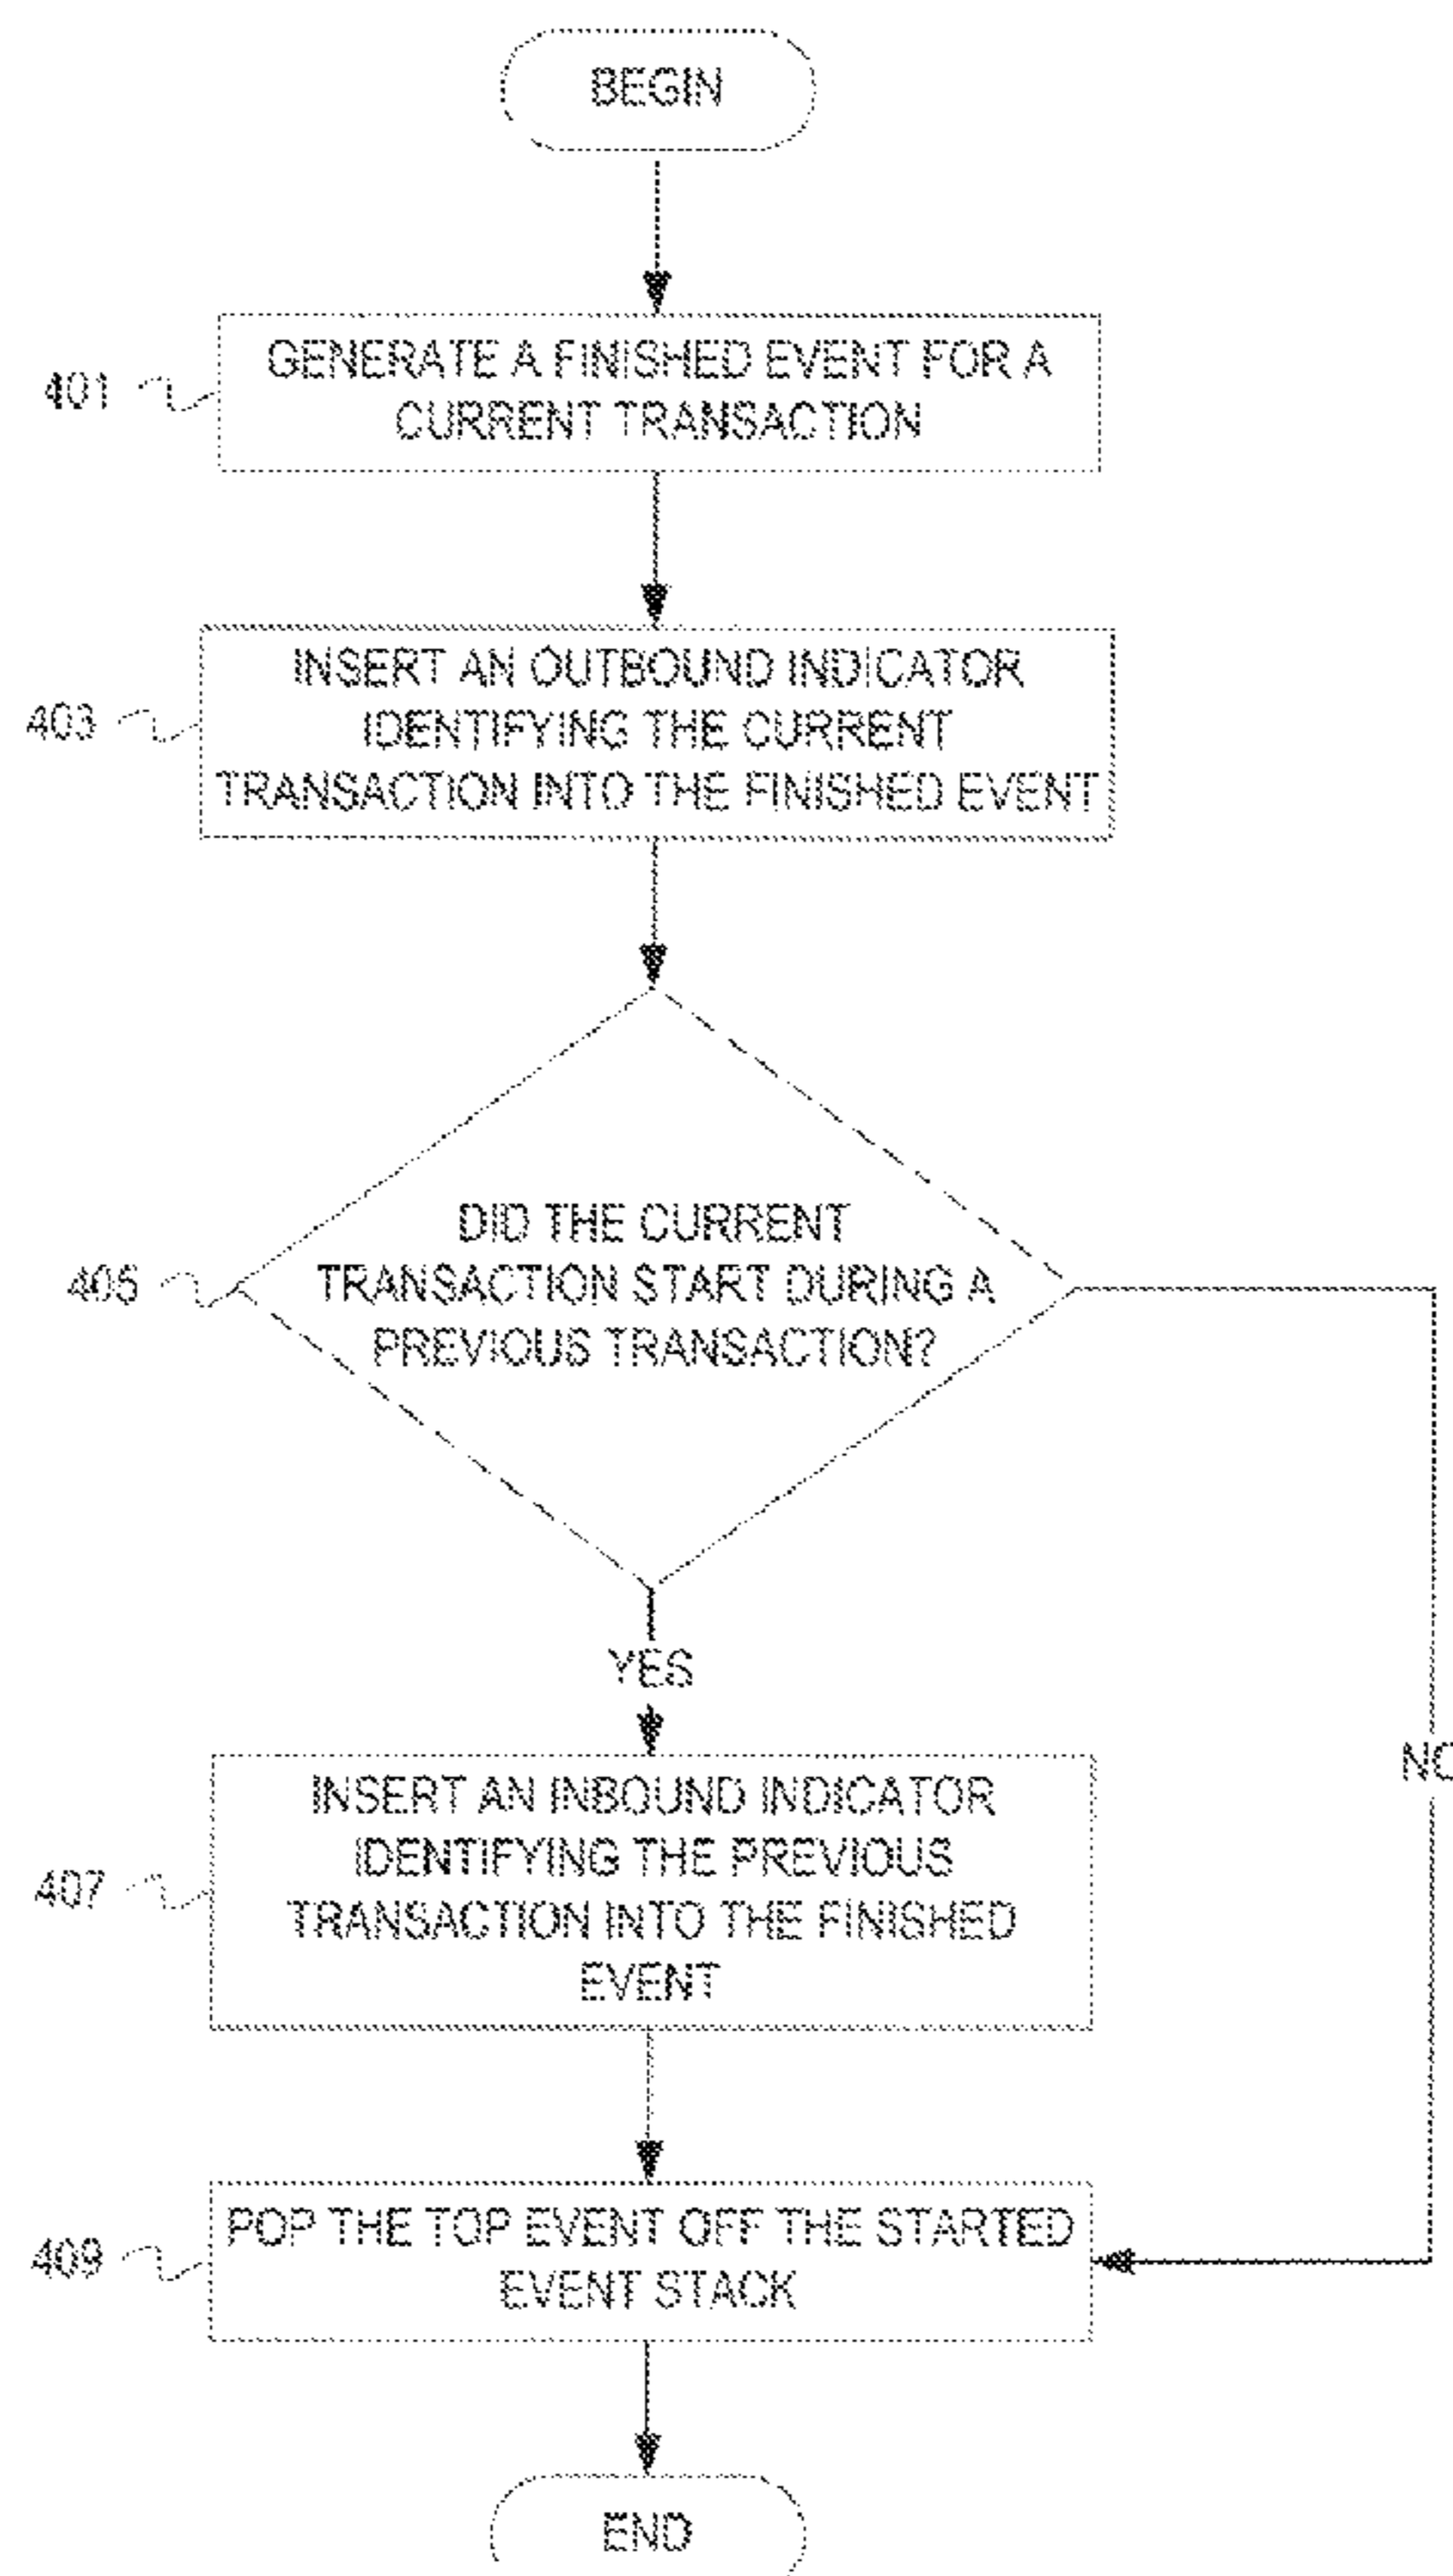 BEGIN
401
GENERATE A FINISHED EVENT FOR A
CURRENT TRANSACTION
403
INSERT AN OUTBOUND INDICATOR
IDENTIFYING THE CURRENT
TRANSACTION INTO THE FINISHED EVENT
405
DID THE CURRENT
TRANSACTION START DURING A
PREVIOUS TRANSACTION?
YES
NO
407
INSERT AN INBOUND INDICATOR
IDENTIFYING THE PREVIOUS
TRANSACTION INTO THE FINISHED
EVENT
409
POP THE TOP EVENT OFF THE STARTED
EVENT STACK
END